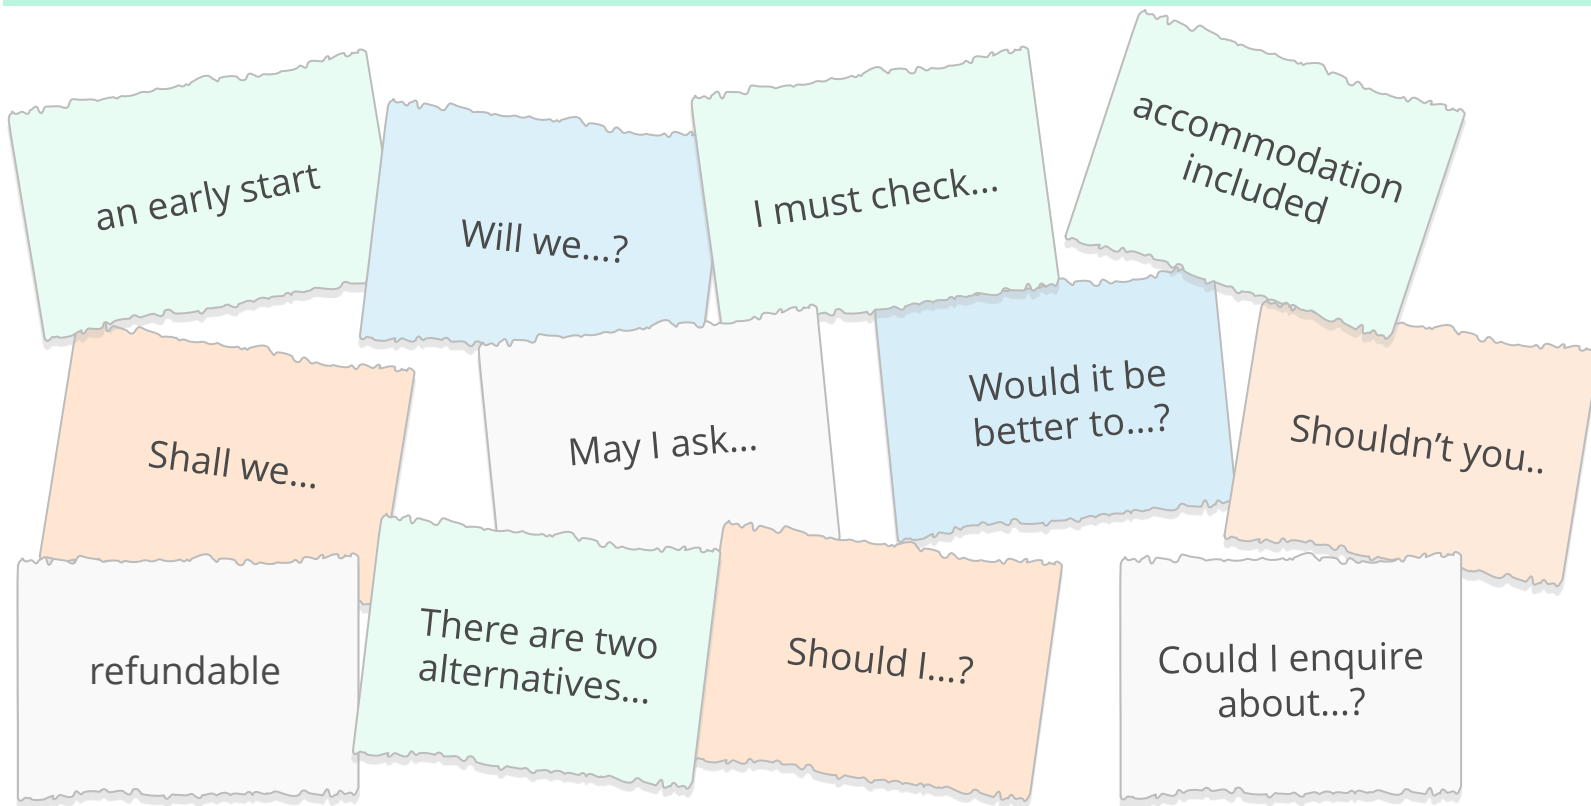 an early start
Will we...?
I must check...
accommodation
included
Shall we...
May I ask...
Would it be
better to...?
Shouldn’t you..
refundable
There are two
alternatives...
Should I...?
Could I enquire
about...?